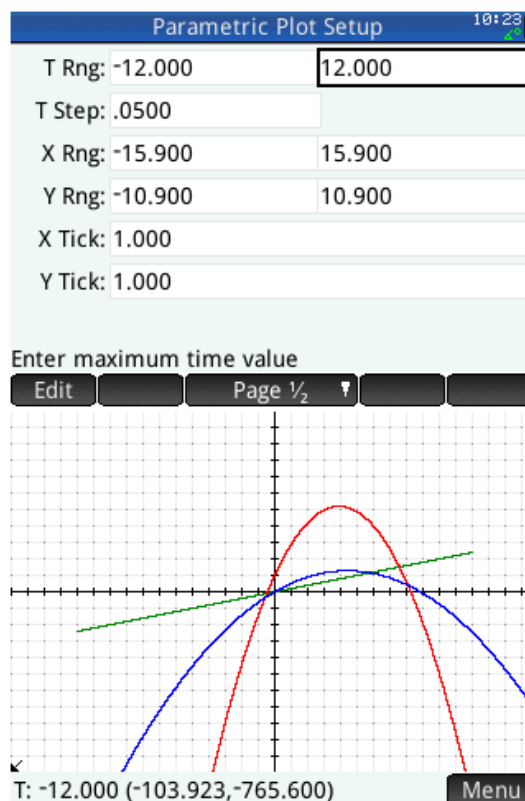 Parametric Plot Setup 10:23
T Rng: -12.000 12.000
T Step: .0500
X Rng: -15.900 15.900
Y Rng: -10.900 10.900
X Tick: 1.000
Y Tick: 1.000
Enter maximum time value
Edit Page ½
T: -12.000 (-103.923,-765.600) Menu